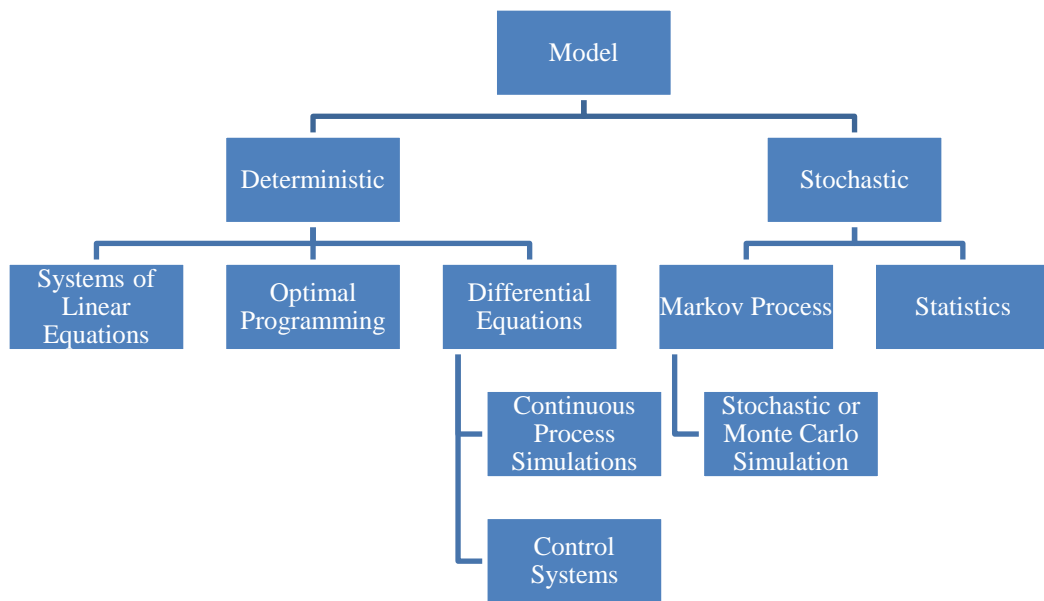 Model
Deterministic
Stochastic
Systems of
Linear
Equations
Optimal
Programming
Differential
Equations
Markov Process
Statistics
Continuous
Process
Simulations
Stochastic or
Monte Carlo
Simulation
Control
Systems